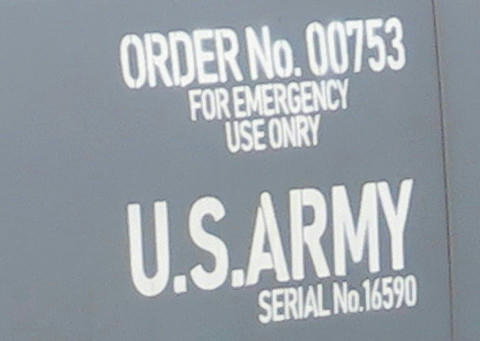 ORDER No. 00753
FOR EMERGENCY
USE ONRY
U.S.ARMY
SERIAL No.16590